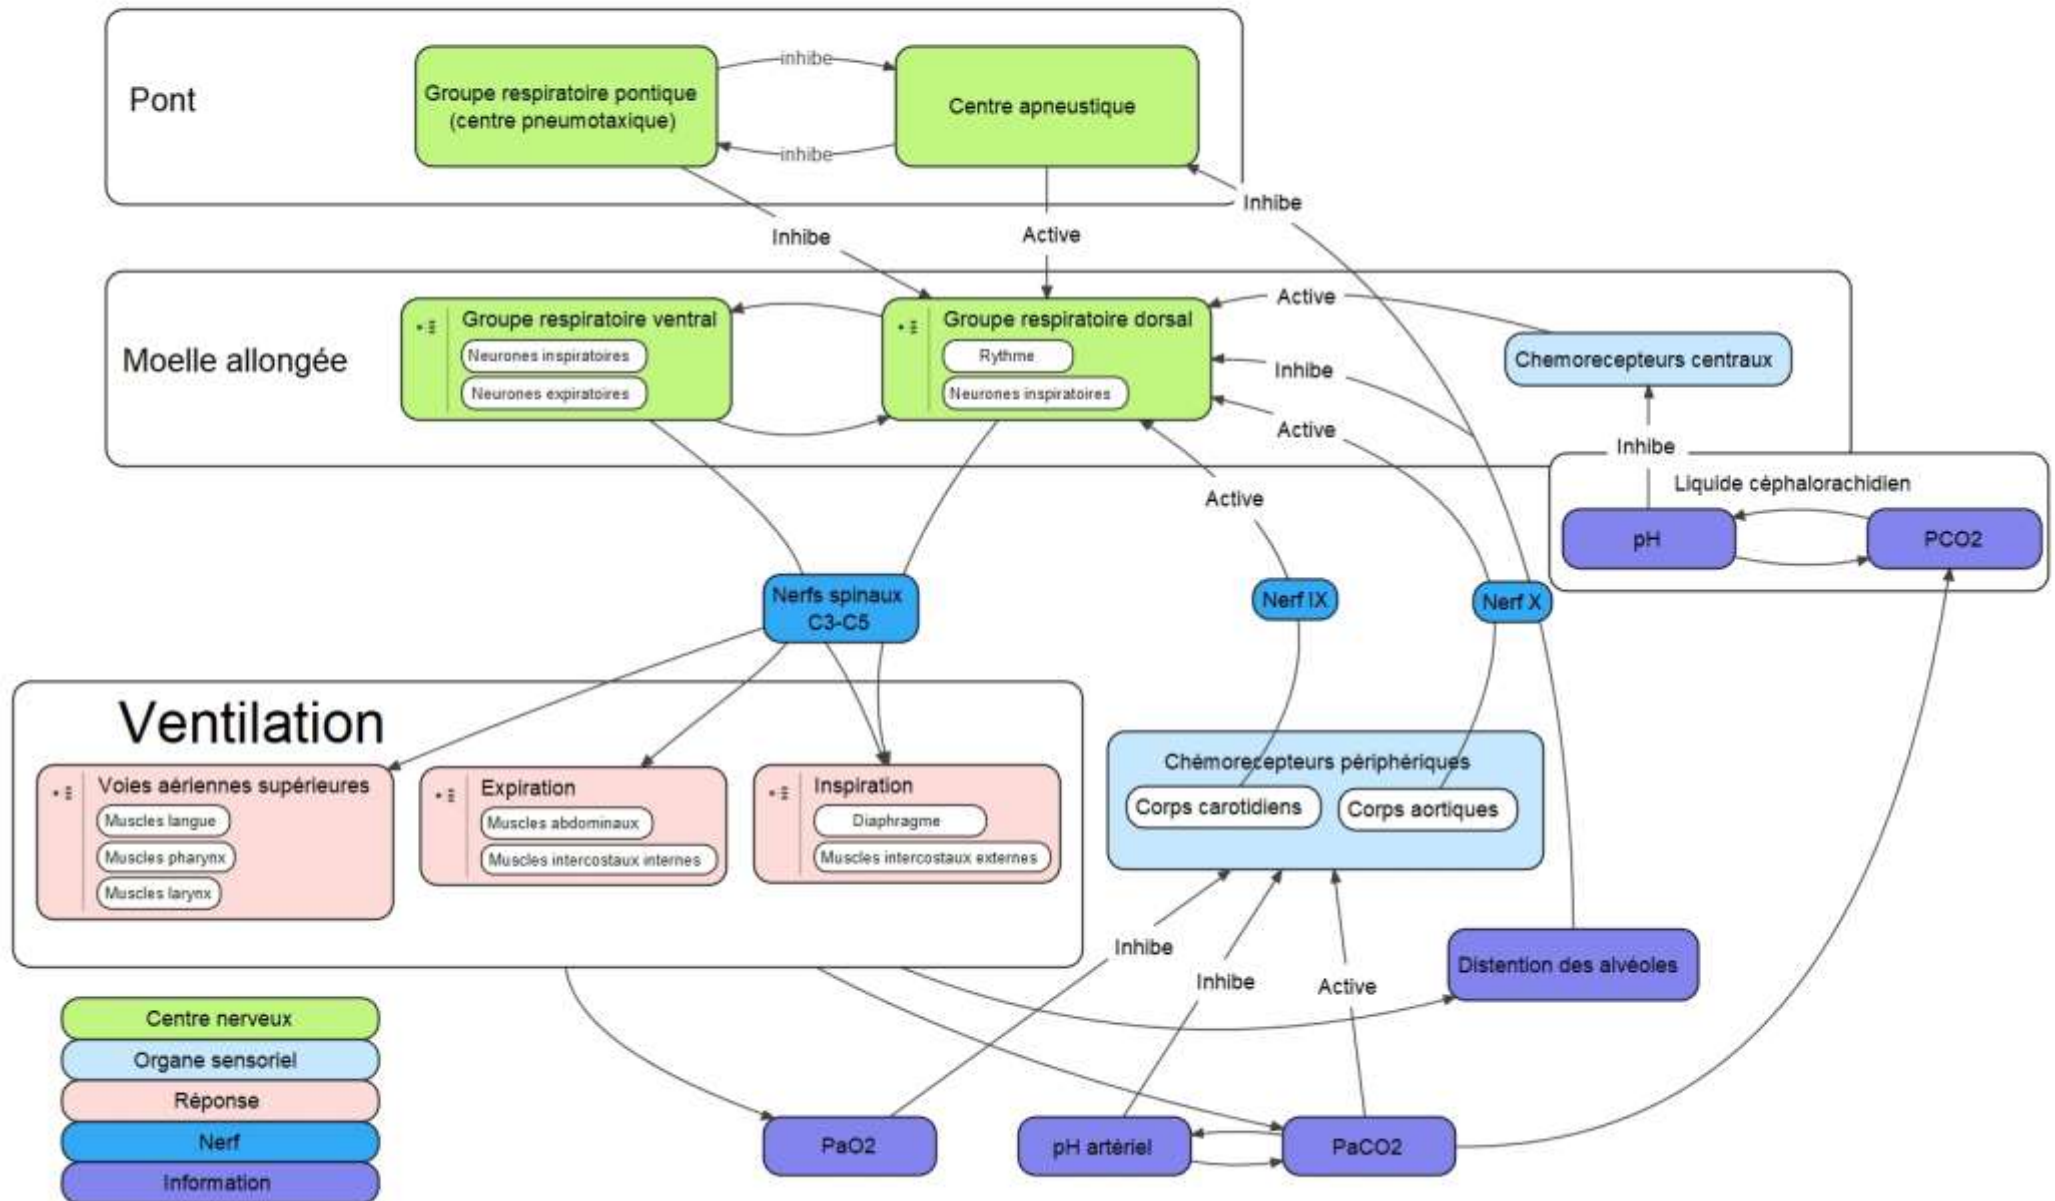 Pont
Groupe respiratoire pontique
(centre pneumotaxique)
inhibe
inhibe
Centre apneustique
Inhibe
Active
Inhibe
Moelle allongée
Groupe respiratoire ventral
Neurones inspiratoires
Neurones expiratoires
Groupe respiratoire dorsal
Rythme
Neurones inspiratoires
Active
Inhibe
Active
Active
Chemorecepteurs centraux
Inhibe
Liquide céphalorachidien
pH
PCO2
Nerfs spinaux
C3-C5
Nerf IX
Nerf X
Ventilation
Voies aériennes supérieures
Muscles langue
Muscles pharynx
Muscles larynx
Expiration
Muscles abdominaux
Muscles intercostaux internes
Inspiration
Diaphragme
Muscles intercostaux externes
Chémorecepteurs périphériques
Corps carotidiens
Corps aortiques
Inhibe
Inhibe
Active
Distention des alvéoles
PaO2
pH artériel
PaCO2
Centre nerveux
Organe sensoriel
Réponse
Nerf
Information